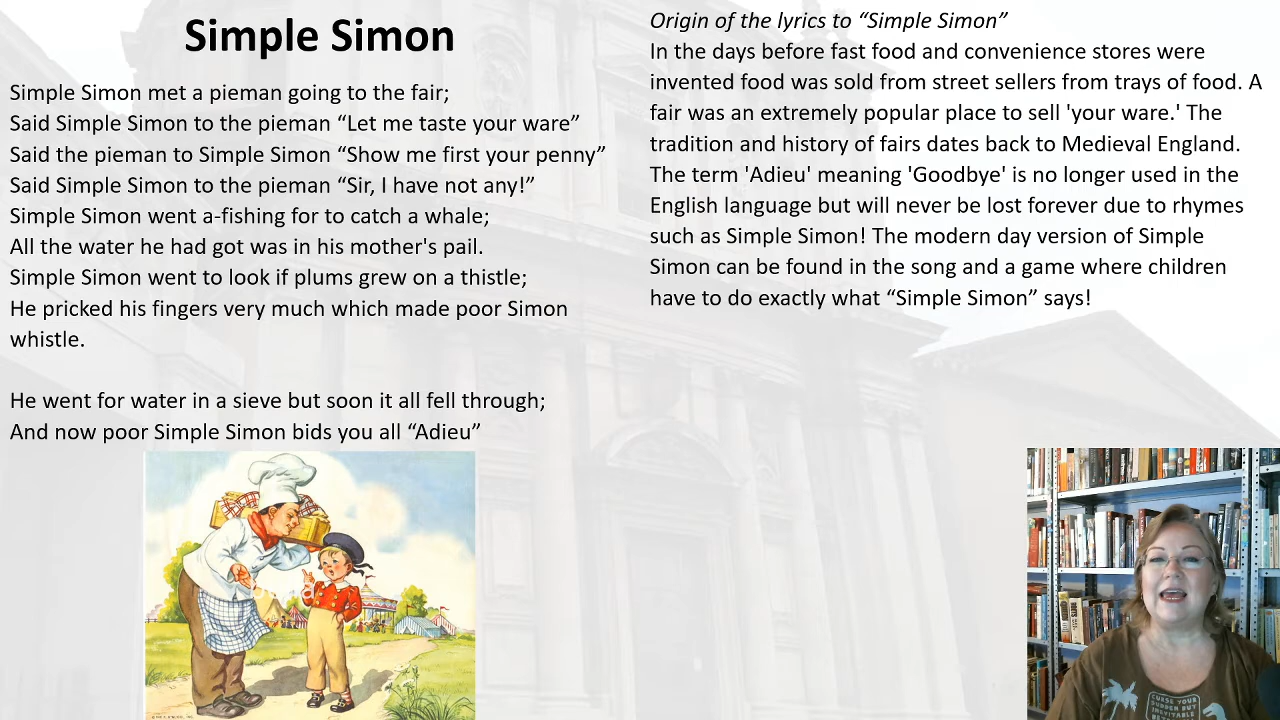 Simple Simon
Simple Simon met a pieman going to the fair;
Said Simple Simon to the pieman “Let me taste your ware”
Said the pieman to Simple Simon “Show me first your penny”
Said Simple Simon to the pieman “Sir, I have not any!”
Simple Simon went a-fishing for to catch a whale;
All the water he had got was in his mother's pail.
Simple Simon went to look if plums grew on a thistle;
He pricked his fingers very much which made poor Simon
whistle.
He went for water in a sieve but soon it all fell through;
And now poor Simple Simon bids you all “Adieu”
Origin of the lyrics to “Simple Simon”
In the days before fast food and convenience stores were
invented food was sold from street sellers from trays of food. A
fair was an extremely popular place to sell 'your ware.' The
tradition and history of fairs dates back to Medieval England.
The term 'Adieu' meaning 'Goodbye' is no longer used in the
English language but will never be lost forever due to rhymes
such as Simple Simon! The modern day version of Simple
Simon can be found in the song and a game where children
have to do exactly what “Simple Simon” says!
CURSE YOUR
SUDDEN BUT
INEVITABLE